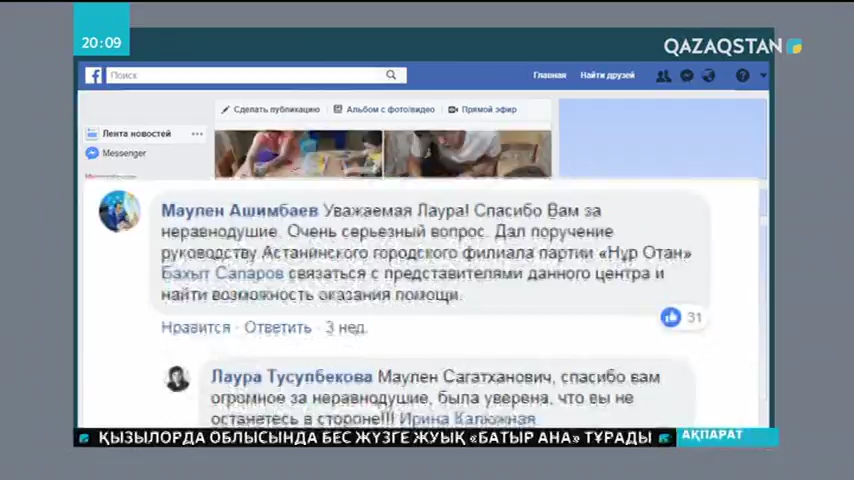 20:09
QAZAQSTAN
f Поиск
Главная Найти друзей
Сделать публикацию Альбом с фото/видео Прямой эфир
Лента новостей
Messenger
Маулен Ашимбаев Уважаемая Лаура! Спасибо Вам за
неравнодушие. Очень серьезный вопрос. Дал поручение
руководству Астанинского городского филиала партии «Нұр Отан»
Бахыт Сапаров связаться с представителями данного центра и
найти возможность оказания помощи.
Нравится · Ответить · 3 нед.
31
Лаура Тусупбекова Маулен Сагатханович, спасибо вам
огромное за неравнодушие, была уверена, что вы не
останетесь в стороне!!! Ирина Калюжная
ҚЫЗЫЛОРДА ОБЛЫСЫНДА БЕС ЖҮЗГЕ ЖУЫҚ «БАТЫР АНА» ТҰРАДЫ
АҚПАРАТ